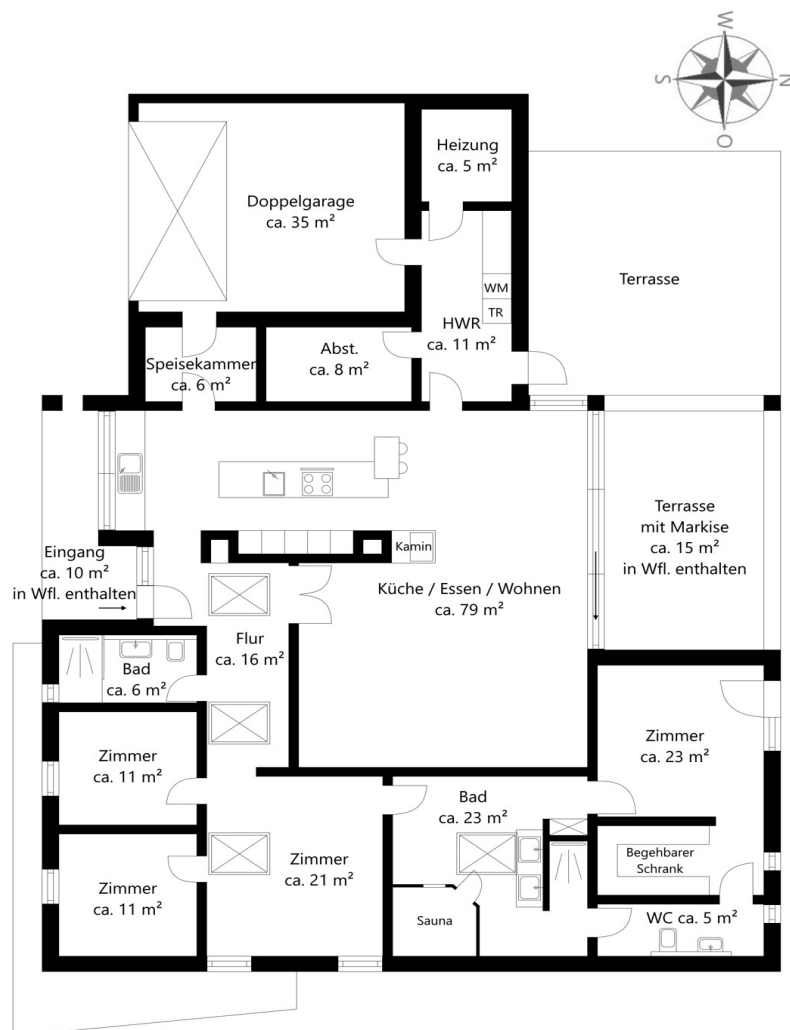 W
S
N
O
Heizung
ca. 5 m²
Doppelgarage
ca. 35 m²
Terrasse
WM
TR
HWR
ca. 11 m²
Speisekammer
ca. 6 m²
Abst.
ca. 8 m²
Terrasse
mit Markise
ca. 15 m²
in Wfl. enthalten
Eingang
ca. 10 m²
in Wfl. enthalten
Kamin
Küche / Essen / Wohnen
ca. 79 m²
Flur
ca. 16 m²
Bad
ca. 6 m²
Zimmer
ca. 11 m²
Zimmer
ca. 23 m²
Bad
ca. 23 m²
Zimmer
ca. 11 m²
Zimmer
ca. 21 m²
Begehbarer
Schrank
Sauna
WC ca. 5 m²